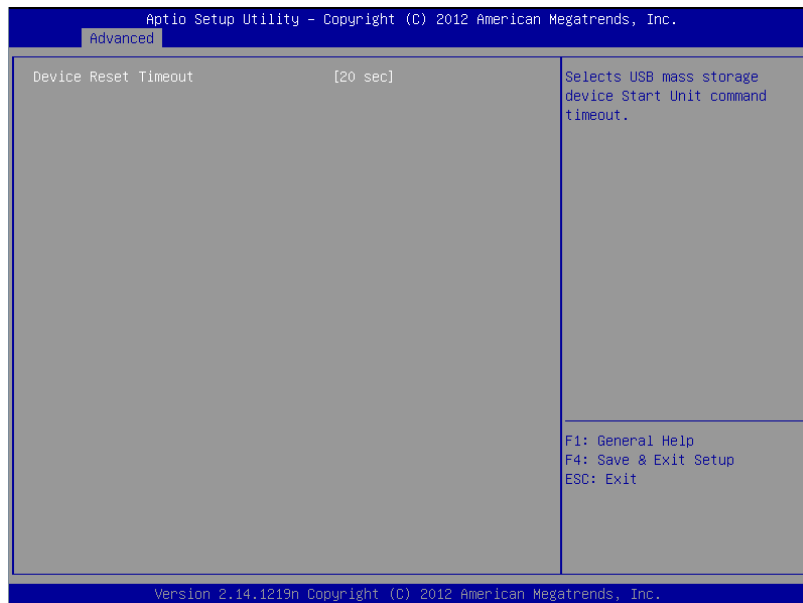 Aptio Setup Utility – Copyright (C) 2012 American Megatrends, Inc.
Advanced
Device Reset Timeout [20 sec]
Selects USB mass storage
device Start Unit command
timeout.
F1: General Help
F4: Save & Exit Setup
ESC: Exit
Version 2.14.1219n Copyright (C) 2012 American Megatrends, Inc.